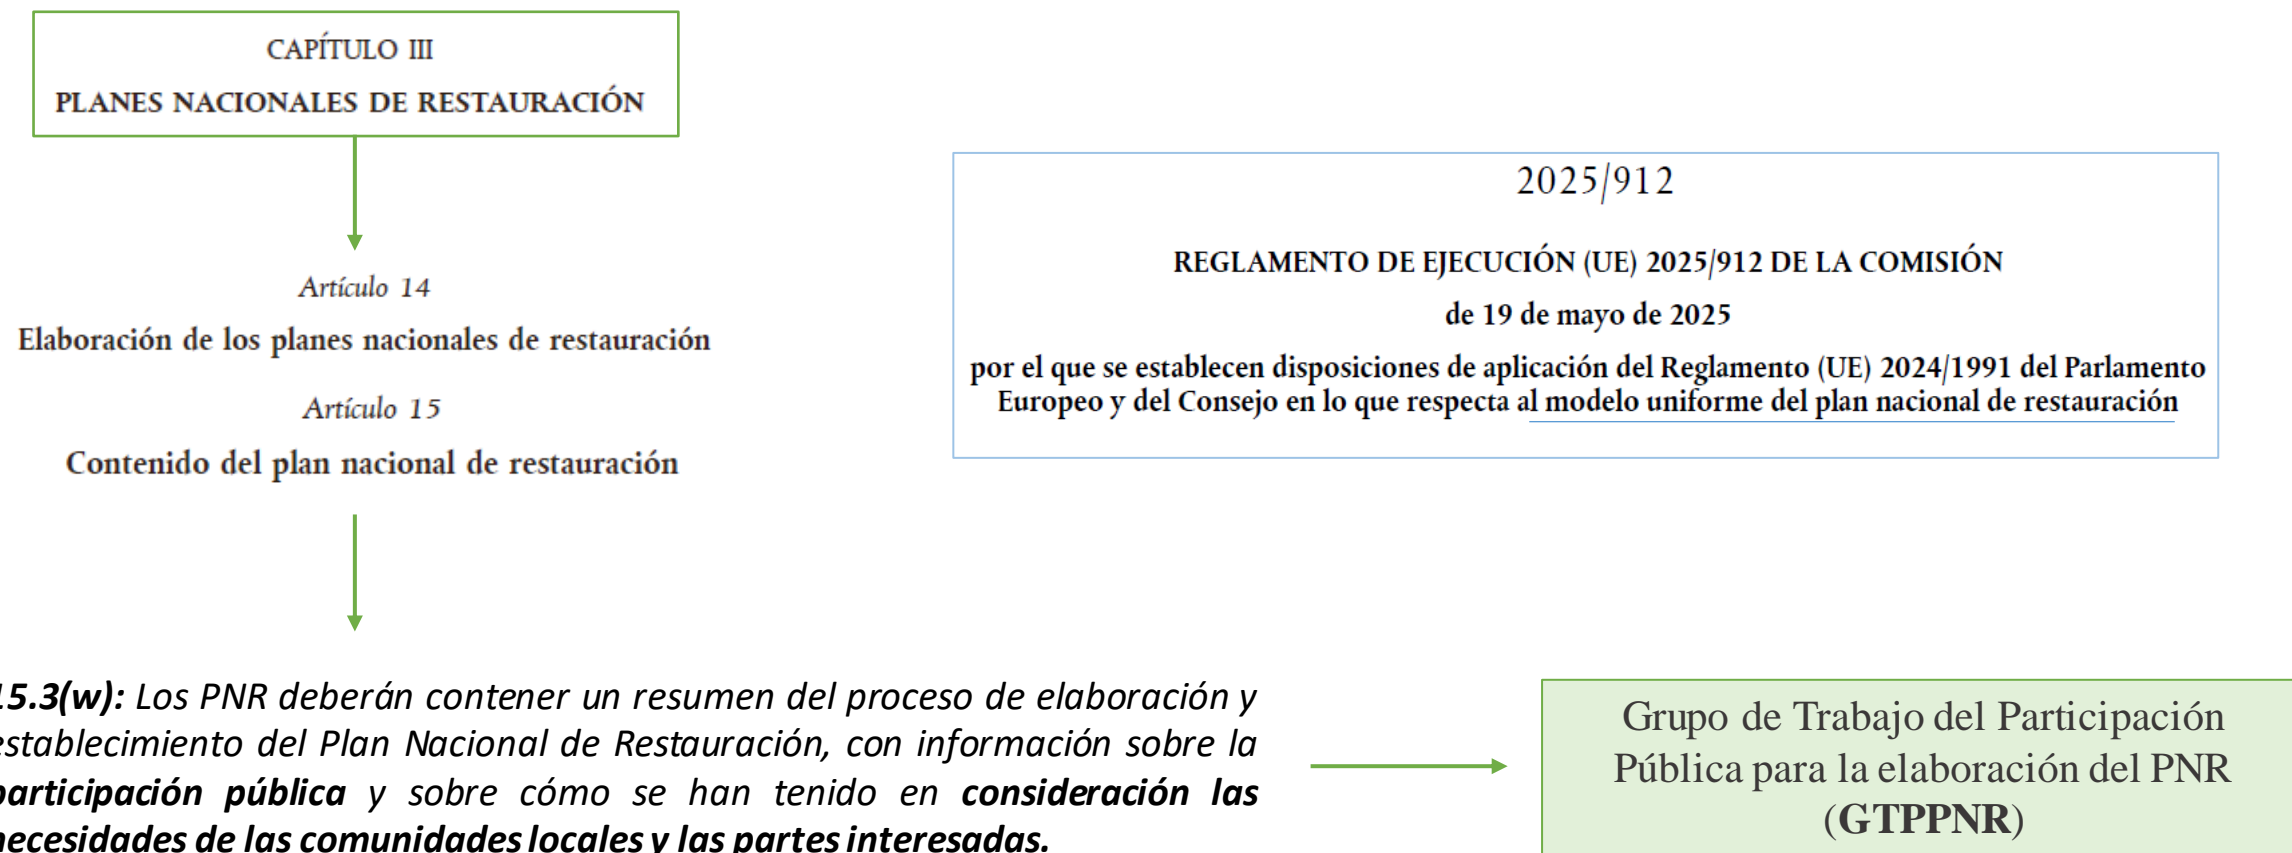 CAPÍTULO III
PLANES NACIONALES DE RESTAURACIÓN
Artículo 14
Elaboración de los planes nacionales de restauración
Artículo 15
Contenido del plan nacional de restauración
2025/912
REGLAMENTO DE EJECUCIÓN (UE) 2025/912 DE LA COMISIÓN
de 19 de mayo de 2025
por el que se establecen disposiciones de aplicación del Reglamento (UE) 2024/1991 del Parlamento
Europeo y del Consejo en lo que respecta al modelo uniforme del plan nacional de restauración
15.3(w): Los PNR deberán contener un resumen del proceso de elaboración y
establecimiento del Plan Nacional de Restauración, con información sobre la
participación pública y sobre cómo se han tenido en consideración las
necesidades de las comunidades locales y las partes interesadas.
Grupo de Trabajo del Participación
Pública para la elaboración del PNR
(GTPPNR)